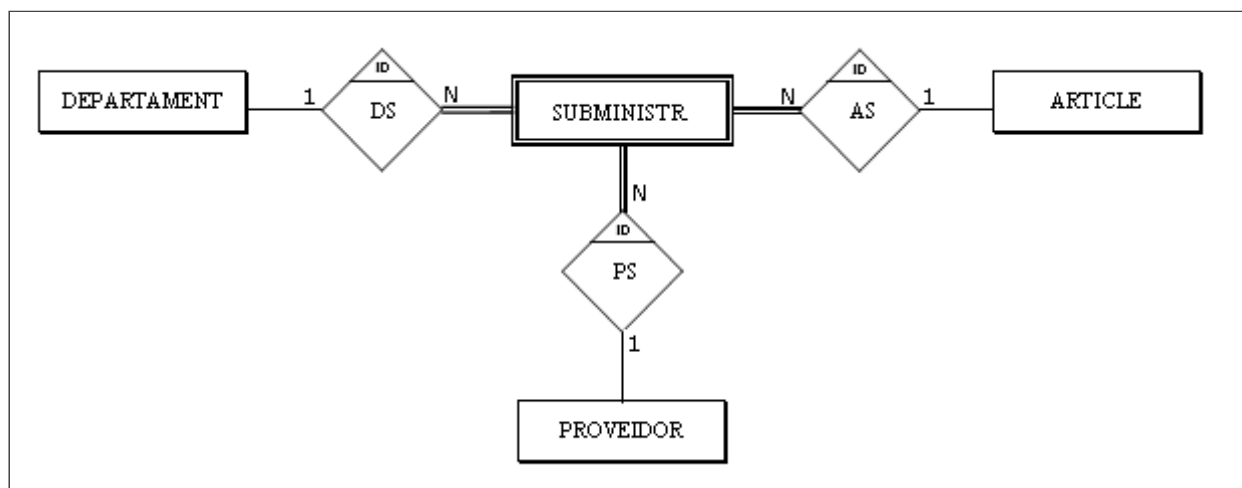 ID ID
DEPARTAMENT 1 DS N SUBMINISTR. N AS 1 ARTICLE
N
ID
PS
1
PROVEIDOR